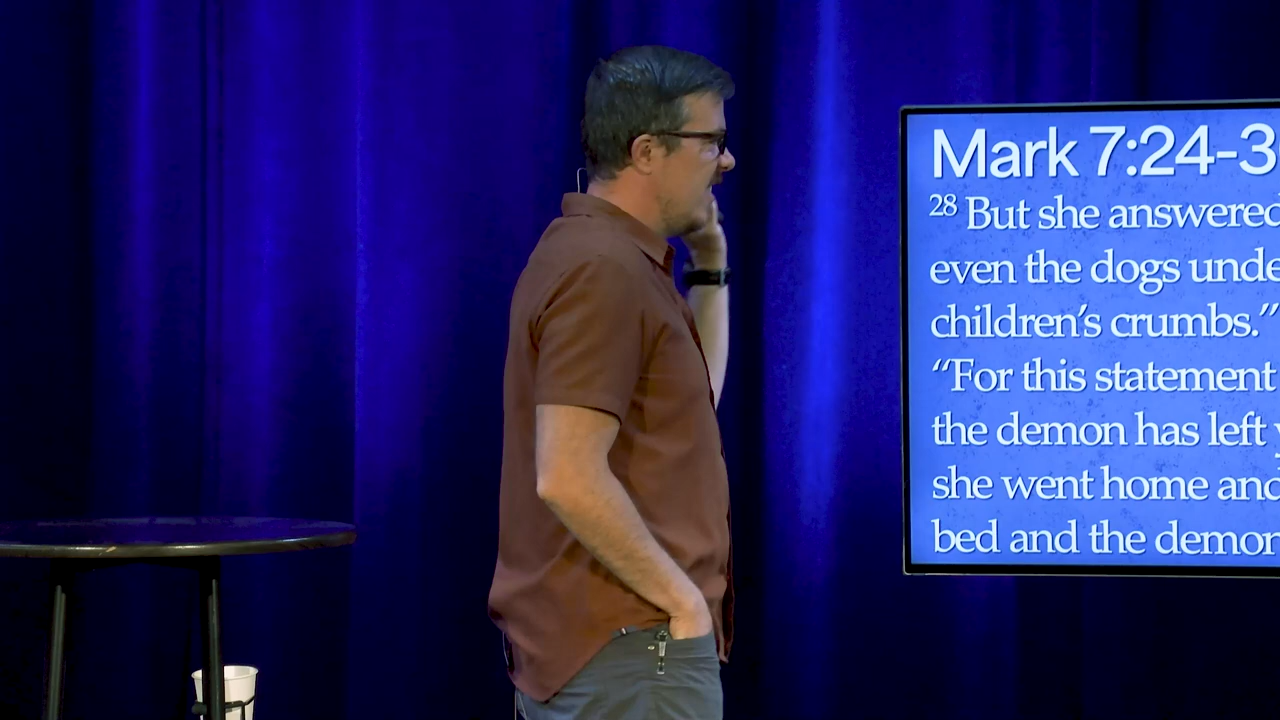 Mark 7:24-3
28 But she answered
even the dogs unde
children's crumbs.”
“For this statement
the demon has left
she went home and
bed and the demon